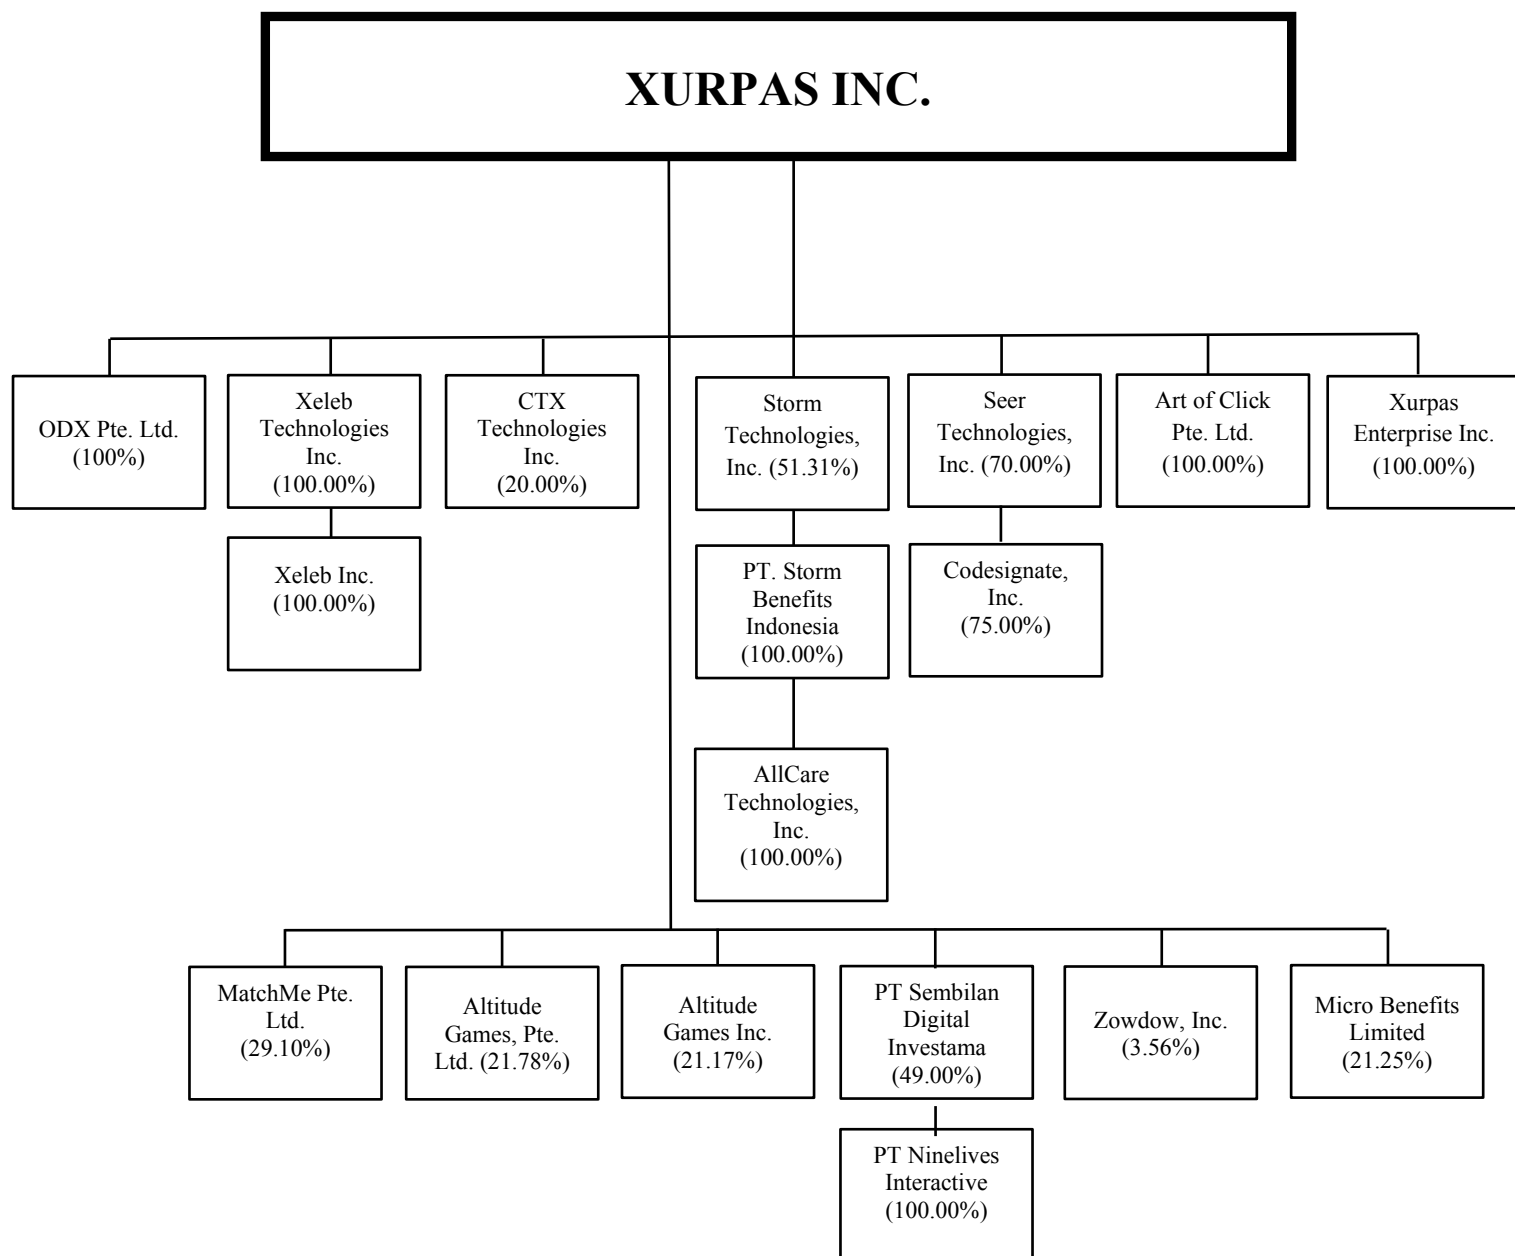 XURPAS INC.
ODX Pte. Ltd.
(100%)
Xeleb
Technologies
Inc.
(100.00%)
CTX
Technologies
Inc.
(20.00%)
Storm
Technologies,
Inc. (51.31%)
Seer
Technologies,
Inc. (70.00%)
Art of Click
Pte. Ltd.
(100.00%)
Xurpas
Enterprise Inc.
(100.00%)
Xeleb Inc.
(100.00%)
PT. Storm
Benefits
Indonesia
(100.00%)
Codesignate,
Inc.
(75.00%)
AllCare
Technologies,
Inc.
(100.00%)
MatchMe Pte.
Ltd.
(29.10%)
Altitude
Games, Pte.
Ltd. (21.78%)
Altitude
Games Inc.
(21.17%)
PT Sembilan
Digital
Investama
(49.00%)
Zowdow, Inc.
(3.56%)
Micro Benefits
Limited
(21.25%)
PT Ninelives
Interactive
(100.00%)